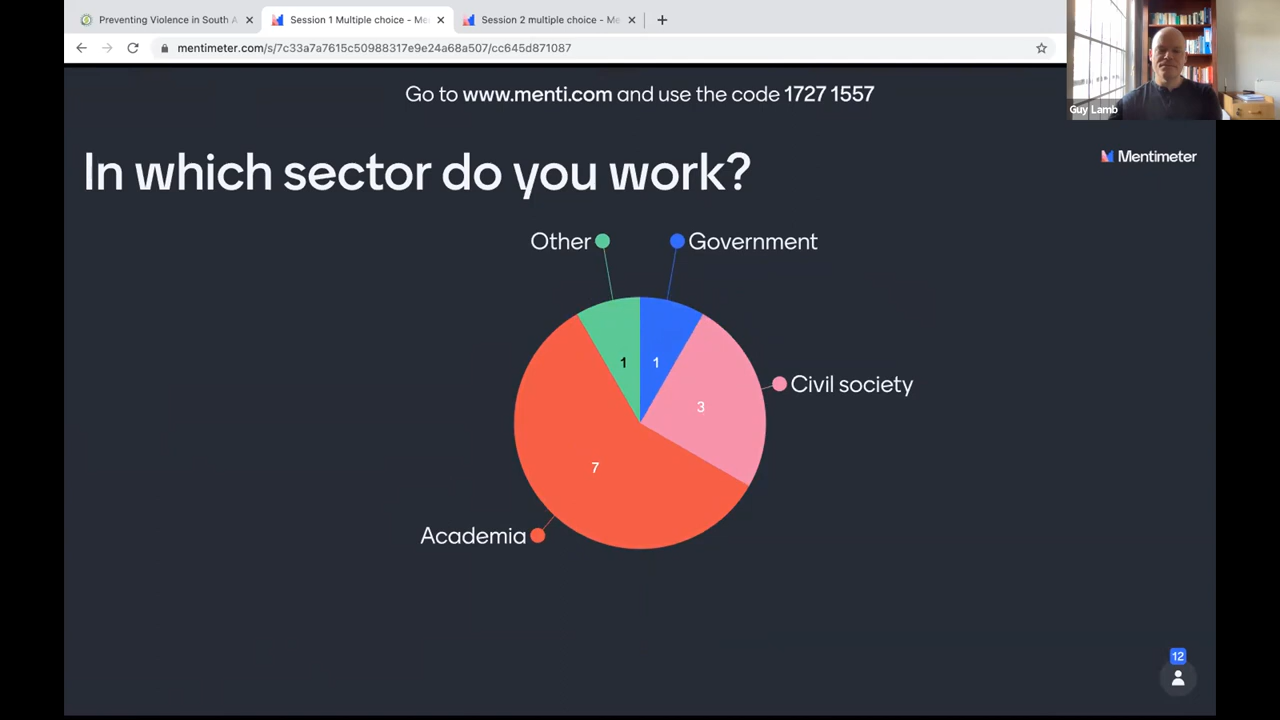 Preventing Violence in South A
Session 1 Multiple choice - Me
Session 2 multiple choice - Me
mentimeter.com/s/7c33a7a7615c50988317e9e24a68a507/cc645d871087
Guy Lamb
Go to www.menti.com and use the code 1727 1557
Mentimeter
In which sector do you work?
Other
Government
1
1
Civil society
3
7
Academia
12